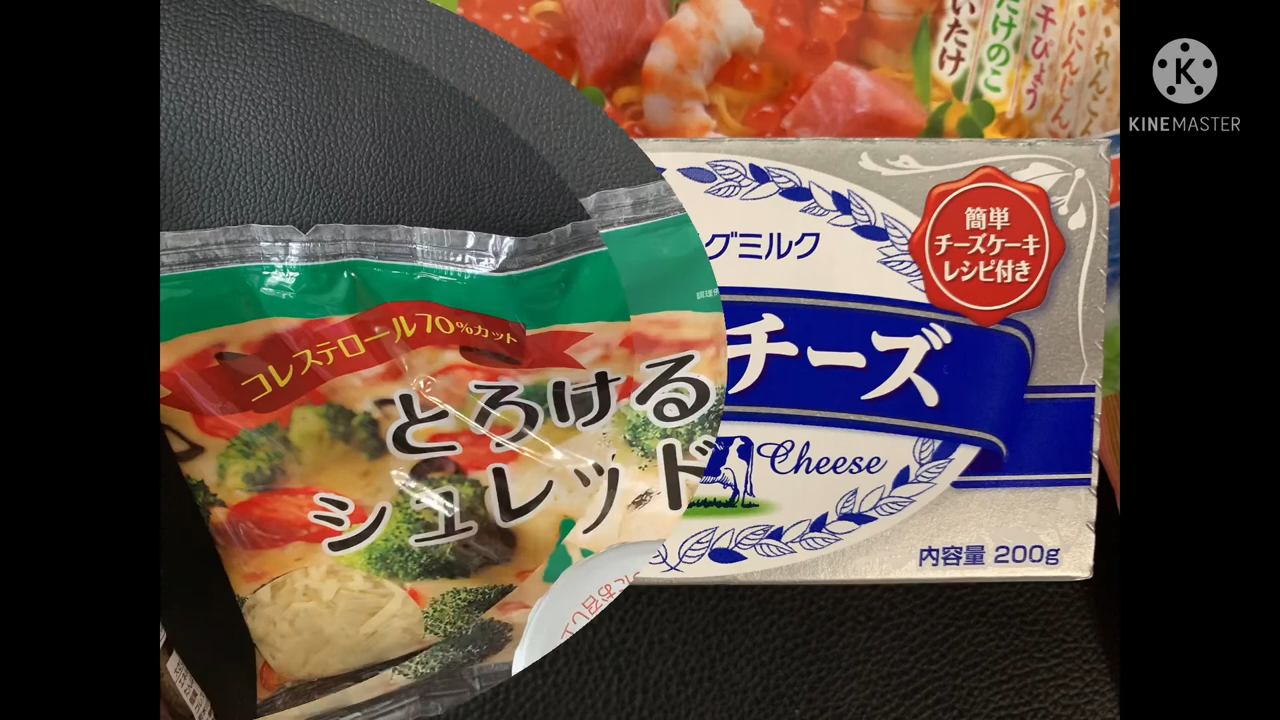 いたけ
たけのこ
干ぴょう
にんじん
れんこん
KINEMASTER
グミルク
簡単
チーズケーキ
レシピ付き
チーズ
Cheese
内容量 200g
コレステロール70%カット
とろける
シュレッド